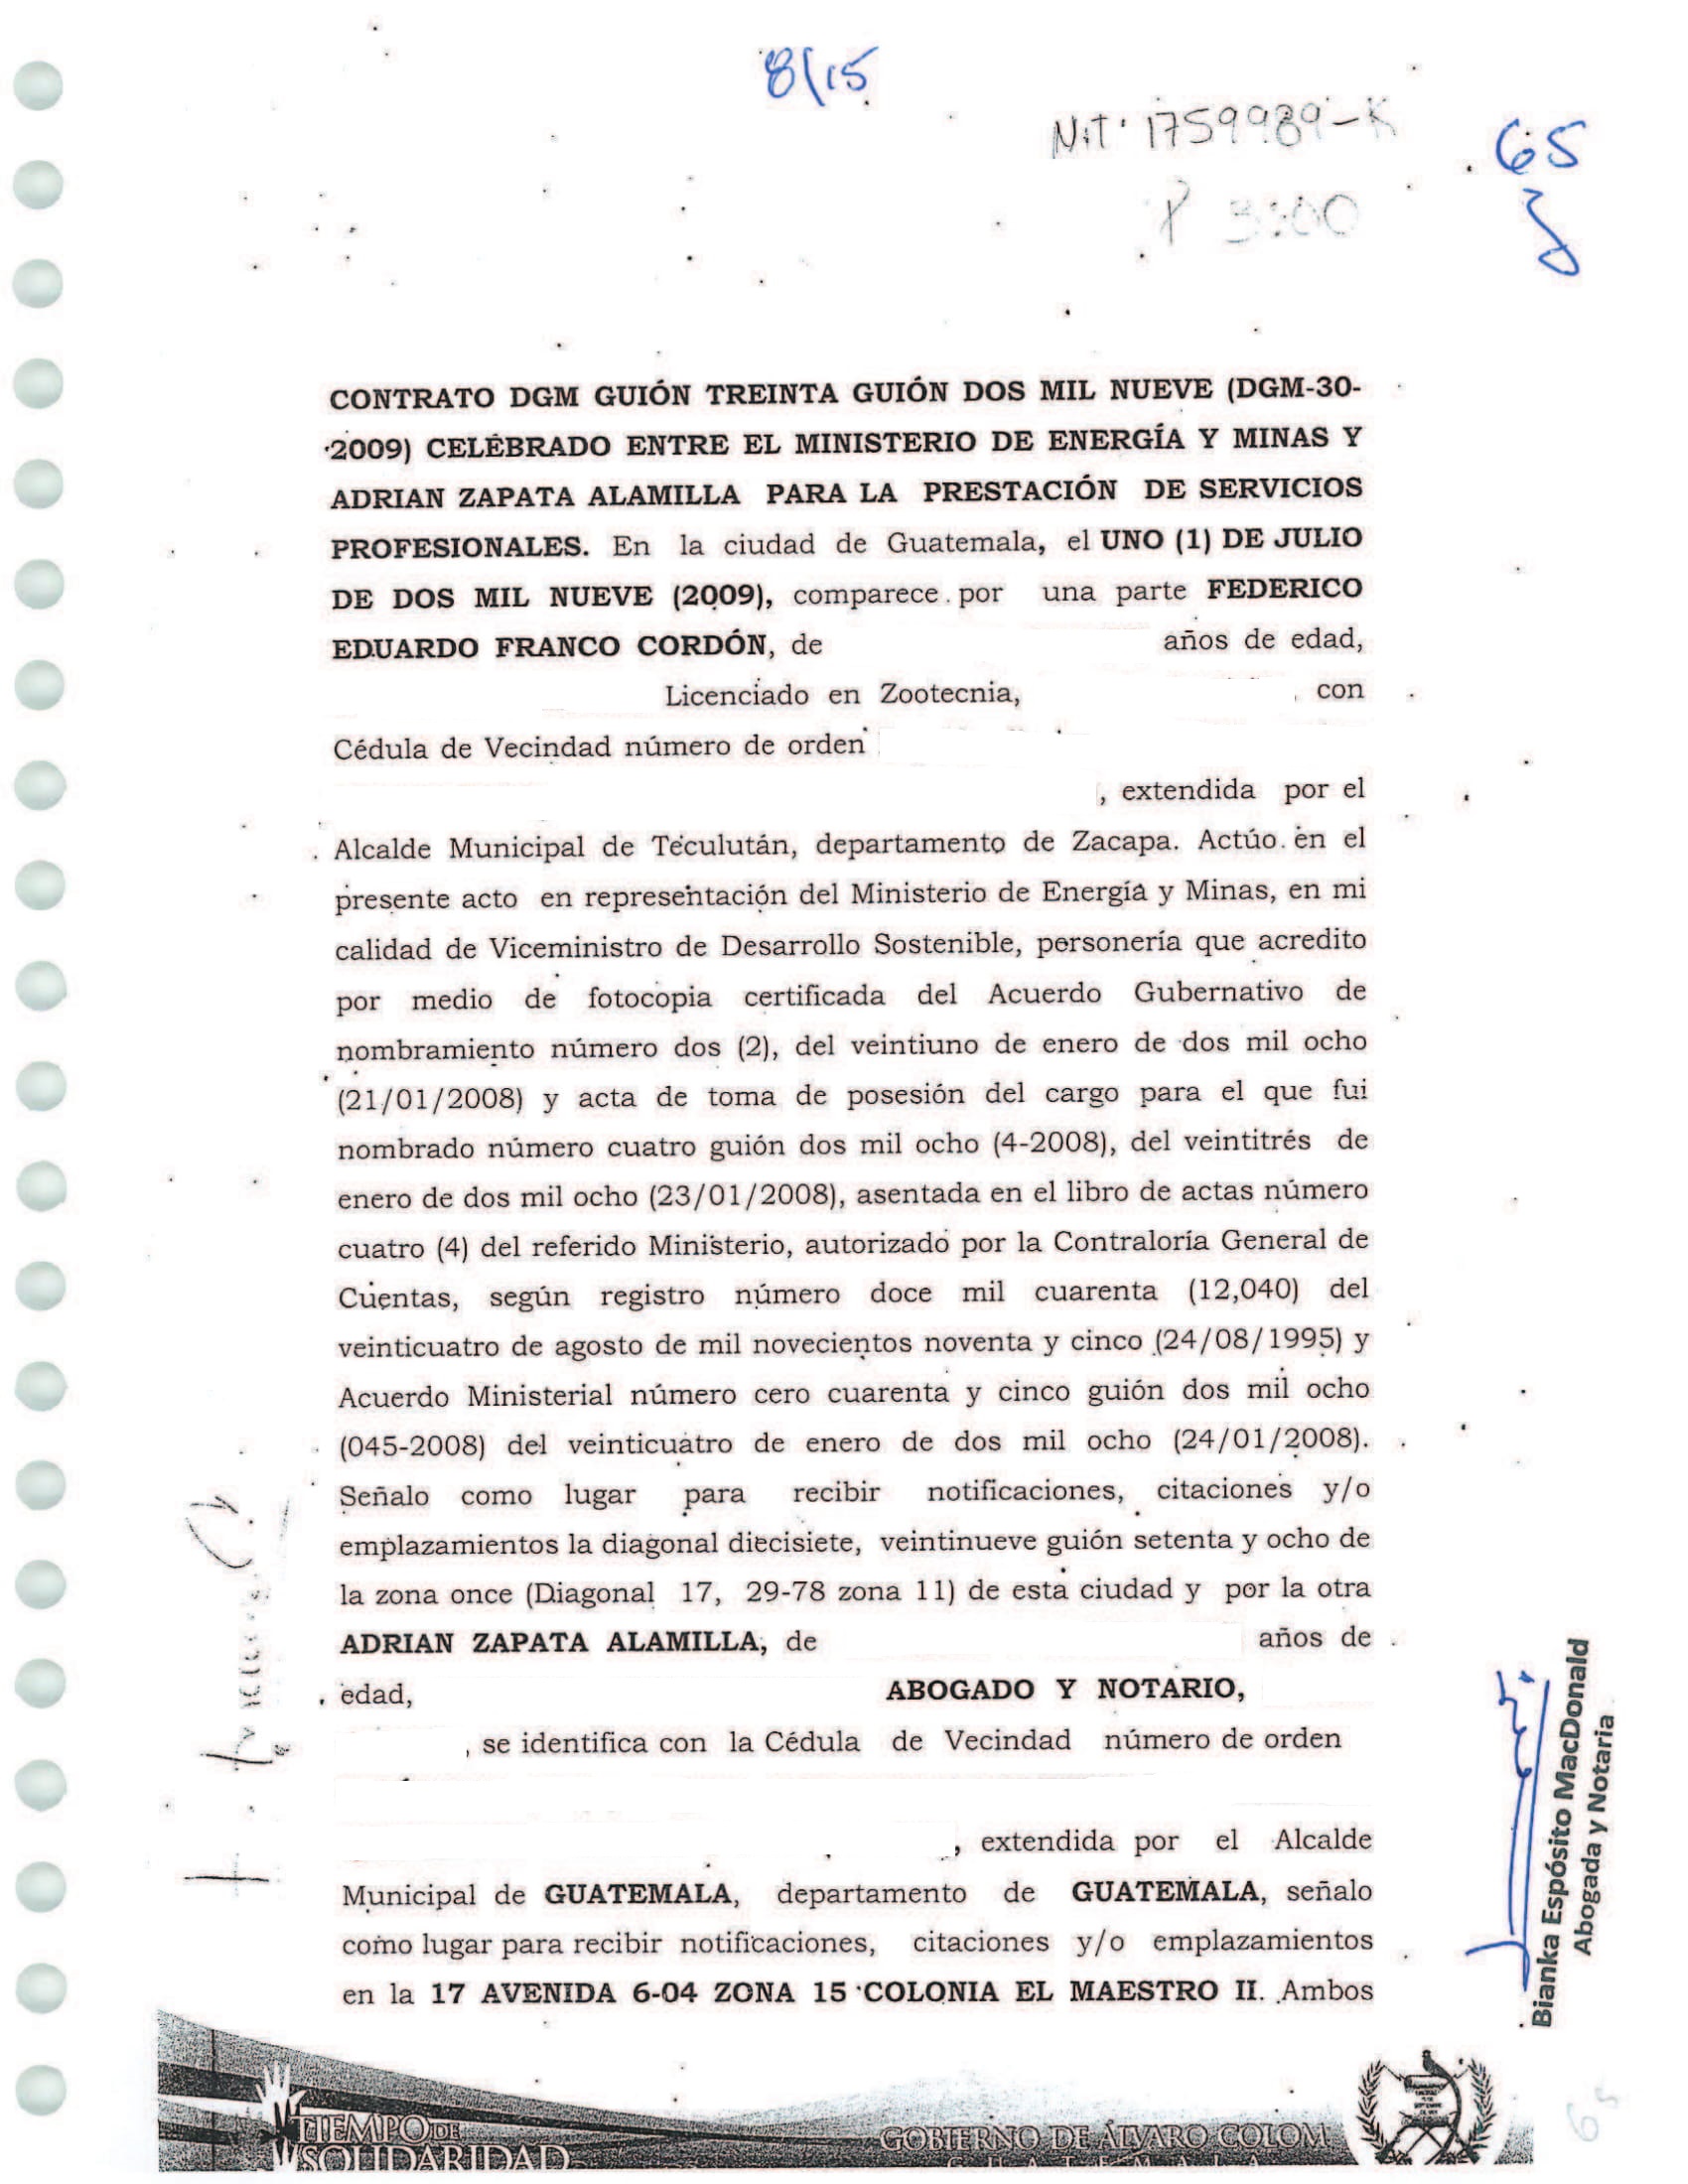 8/15
NiT. 1759989-K
65
CONTRATO DGM GUIÓN TREINTA GUIÓN DOS MIL NUEVE (DGM-30-
2009) CELEBRADO ENTRE EL MINISTERIO DE ENERGÍA Y MINAS Y
ADRIAN ZAPATA ALAMILLA PARA LA PRESTACIÓN DE SERVICIOS
PROFESIONALES. En la ciudad de Guatemala, el UNO (1) DE JULIO
DE DOS MIL NUEVE (2009), comparece por una parte FEDERICO
EDUARDO FRANCO CORDÓN, de años de edad,
Licenciado en Zootecnia, con
Cédula de Vecindad número de orden
, extendida por el
Alcalde Municipal de Teculután, departamento de Zacapa. Actúo en el
presente acto en representación del Ministerio de Energía y Minas, en mi
calidad de Viceministro de Desarrollo Sostenible, personería que acredito
por medio de fotocopia certificada del Acuerdo Gubernativo de
nombramiento número dos (2), del veintiuno de enero de dos mil ocho
(21/01/2008) y acta de toma de posesión del cargo para el que fui
nombrado número cuatro guión dos mil ocho (4-2008), del veintitrés de
enero de dos mil ocho (23/01/2008), asentada en el libro de actas número
cuatro (4) del referido Ministerio, autorizado por la Contraloría General de
Cuentas, según registro número doce mil cuarenta (12,040) del
veinticuatro de agosto de mil novecientos noventa y cinco (24/08/1995) y
Acuerdo Ministerial número cero cuarenta y cinco guión dos mil ocho
(045-2008) del veinticuatro de enero de dos mil ocho (24/01/2008).
Señalo como lugar para recibir notificaciones, citaciones y/o
emplazamientos la diagonal diecisiete, veintinueve guión setenta y ocho de
la zona once (Diagonal 17, 29-78 zona 11) de esta ciudad y por la otra
ADRIAN ZAPATA ALAMILLA, de años de
edad, ABOGADO Y NOTARIO,
, se identifica con la Cédula de Vecindad número de orden
, extendida por el Alcalde
Municipal de GUATEMALA, departamento de GUATEMALA, señalo
como lugar para recibir notificaciones, citaciones y/o emplazamientos
en la 17 AVENIDA 6-04 ZONA 15 COLONIA EL MAESTRO II. Ambos
Bianka Espósito MacDonald
Abogada y Notaria
TIEMPO DE
SOLIDARIDAD
GOBIERNO DE ÁLVARO COLOM
GUATEMALA
65